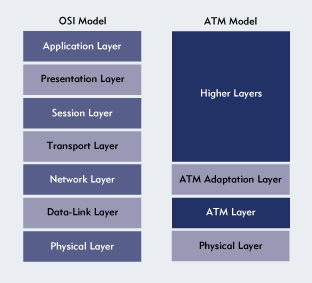 OSI Model
Application Layer
Presentation Layer
Session Layer
Transport Layer
Network Layer
Data-Link Layer
Physical Layer
ATM Model
Higher Layers
ATM Adaptation Layer
ATM Layer
Physical Layer